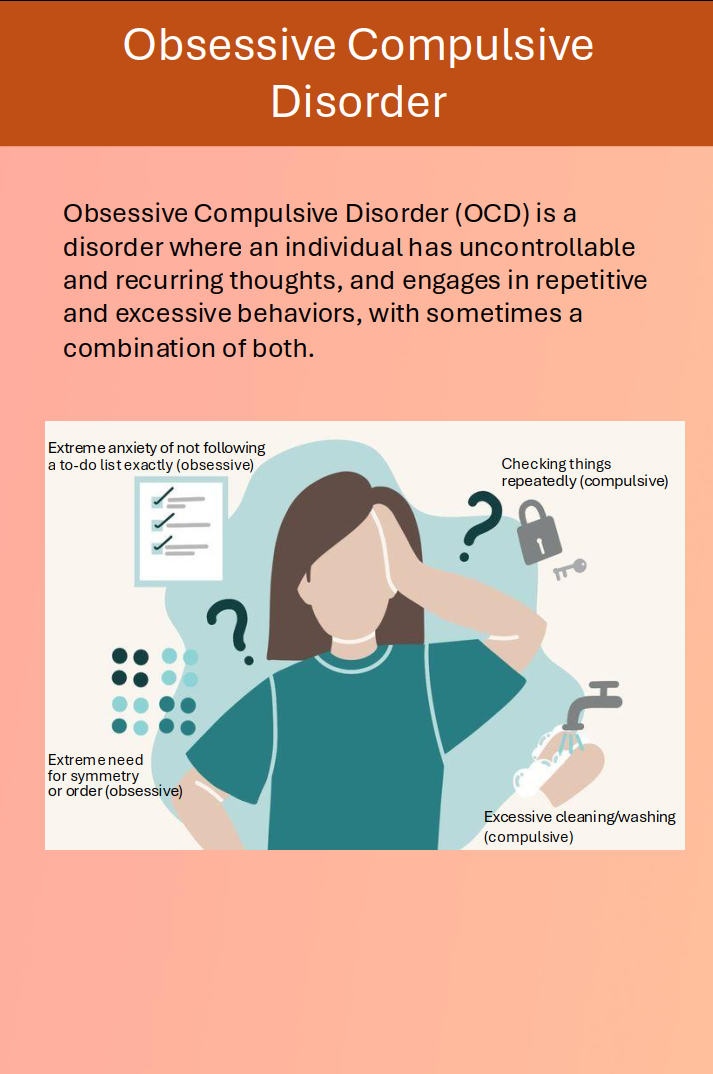 Obsessive Compulsive
Disorder
Obsessive Compulsive Disorder (OCD) is a
disorder where an individual has uncontrollable
and recurring thoughts, and engages in repetitive
and excessive behaviors, with sometimes a
combination of both.
Extreme anxiety of not following
a to-do list exactly (obsessive)
Checking things
repeatedly (compulsive)
Extreme need
for symmetry
or order (obsessive)
Excessive cleaning/washing
(compulsive)